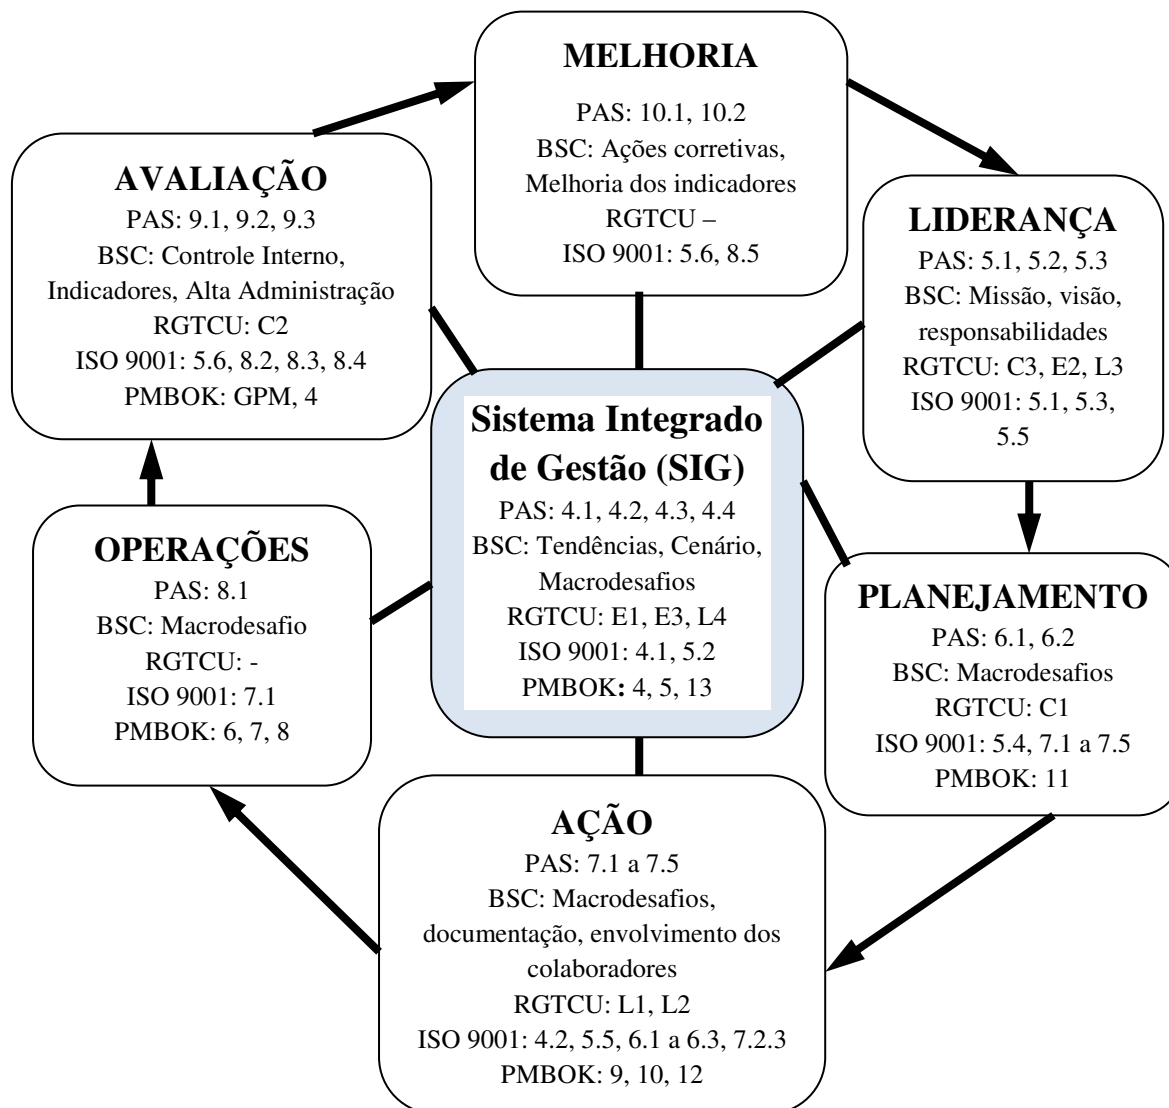 MELHORIA
PAS: 10.1, 10.2
BSC: Ações corretivas,
Melhoria dos indicadores
RGTCU –
ISO 9001: 5.6, 8.5
AVALIAÇÃO
PAS: 9.1, 9.2, 9.3
BSC: Controle Interno,
Indicadores, Alta Administração
RGTCU: C2
ISO 9001: 5.6, 8.2, 8.3, 8.4
PMBOK: GPM, 4
LIDERANÇA
PAS: 5.1, 5.2, 5.3
BSC: Missão, visão,
responsabilidades
RGTCU: C3, E2, L3
ISO 9001: 5.1, 5.3,
5.5
Sistema Integrado
de Gestão (SIG)
PAS: 4.1, 4.2, 4.3, 4.4
BSC: Tendências, Cenário,
Macrodesafios
RGTCU: E1, E3, L4
ISO 9001: 4.1, 5.2
PMBOK: 4, 5, 13
OPERAÇÕES
PAS: 8.1
BSC: Macrodesafio
RGTCU: -
ISO 9001: 7.1
PMBOK: 6, 7, 8
PLANEJAMENTO
PAS: 6.1, 6.2
BSC: Macrodesafios
RGTCU: C1
ISO 9001: 5.4, 7.1 a 7.5
PMBOK: 11
AÇÃO
PAS: 7.1 a 7.5
BSC: Macrodesafios,
documentação, envolvimento dos
colaboradores
RGTCU: L1, L2
ISO 9001: 4.2, 5.5, 6.1 a 6.3, 7.2.3
PMBOK: 9, 10, 12